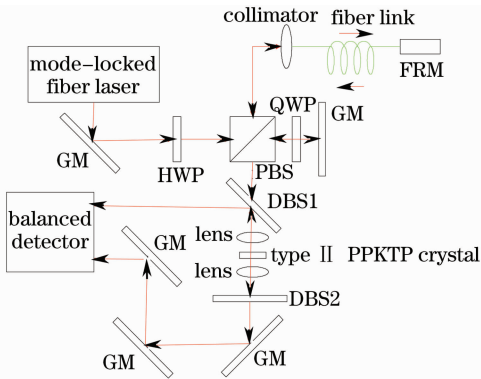 collimator
fiber link
mode-locked
fiber laser
FRM
QWP
GM
GM
HWP
PBS
DBS1
balanced
detector
GM
lens
type Ⅱ PPKTP crystal
lens
DBS2
GM
GM